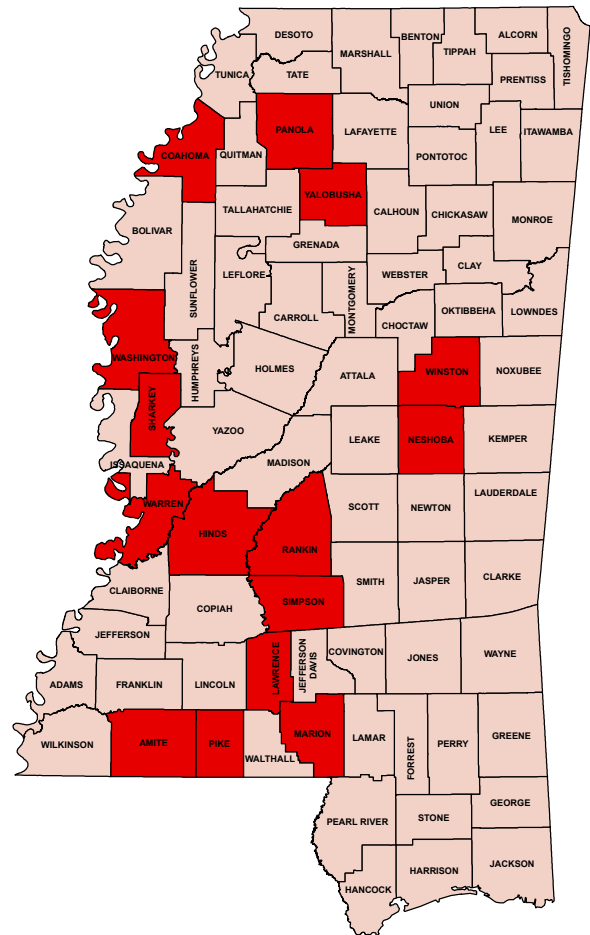 DESOTO
BENTON
ALCORN
TIPPAH
MARSHALL
TISHOMINGO
TUNICA
TATE
PRENTISS
UNION
PANOLA
LAFAYETTE
LEE
ITAWAMBA
COAHOMA
QUITMAN
PONTOTOC
YALOBUSHA
TALLAHATCHIE
CALHOUN
CHICKASAW
MONROE
BOLIVAR
GRENADA
SUNFLOWER
LEFLORE
WEBSTER
CLAY
MONTGOMERY
CARROLL
CHOCTAW
OKTIBBEHA
LOWNDES
WASHINGTON
HUMPHREYS
HOLMES
ATTALA
WINSTON
NOXUBEE
SHARKEY
YAZOO
LEAKE
NESHOBA
KEMPER
ISSAQUENA
MADISON
WARREN
SCOTT
NEWTON
LAUDERDALE
HINDS
RANKIN
CLAIBORNE
SMITH
JASPER
CLARKE
COPIAH
SIMPSON
JEFFERSON
LAWRENCE
JEFFERSON
DAVIS
COVINGTON
JONES
WAYNE
ADAMS
FRANKLIN
LINCOLN
WILKINSON
AMITE
PIKE
WALTHALL
MARION
LAMAR
FORREST
PERRY
GREENE
PEARL RIVER
STONE
GEORGE
HANCOCK
HARRISON
JACKSON